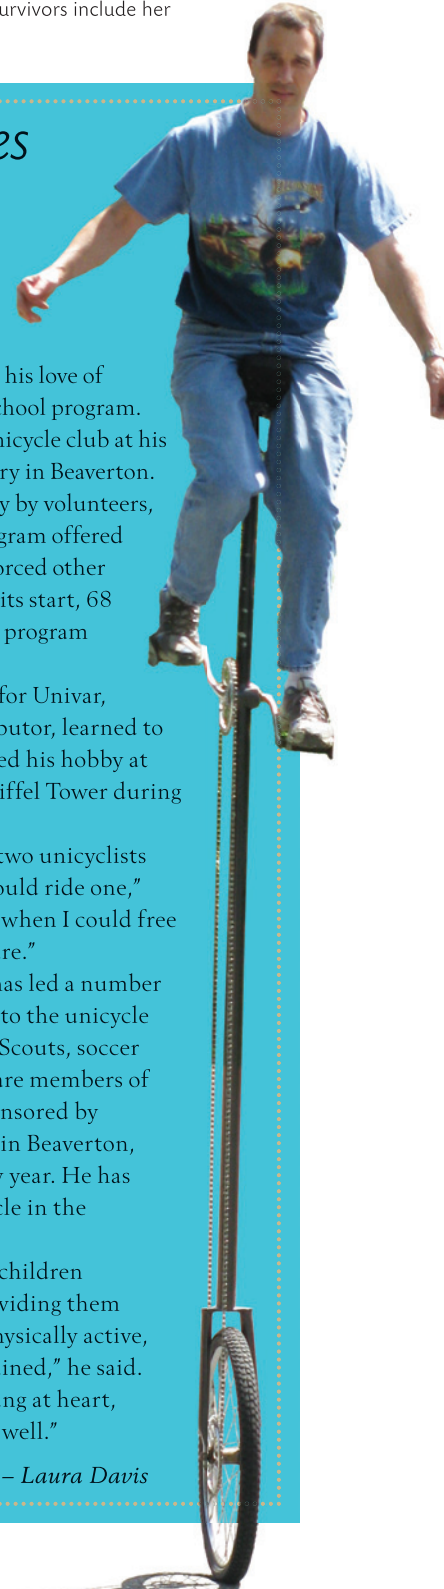 urvivors include her
es
his love of
chool program.
nicycle club at his
ry in Beaverton.
y by volunteers,
gram offered
orced other
its start, 68
program
for Univar,
butor, learned to
ed his hobby at
iffel Tower during
two unicyclists
ould ride one,”
when I could free
re.”
has led a number
to the unicycle
Scouts, soccer
are members of
nsored by
in Beaverton,
y year. He has
cle in the
children
viding them
hysically active,
ined,” he said.
ng at heart,
well.”
– Laura Davis